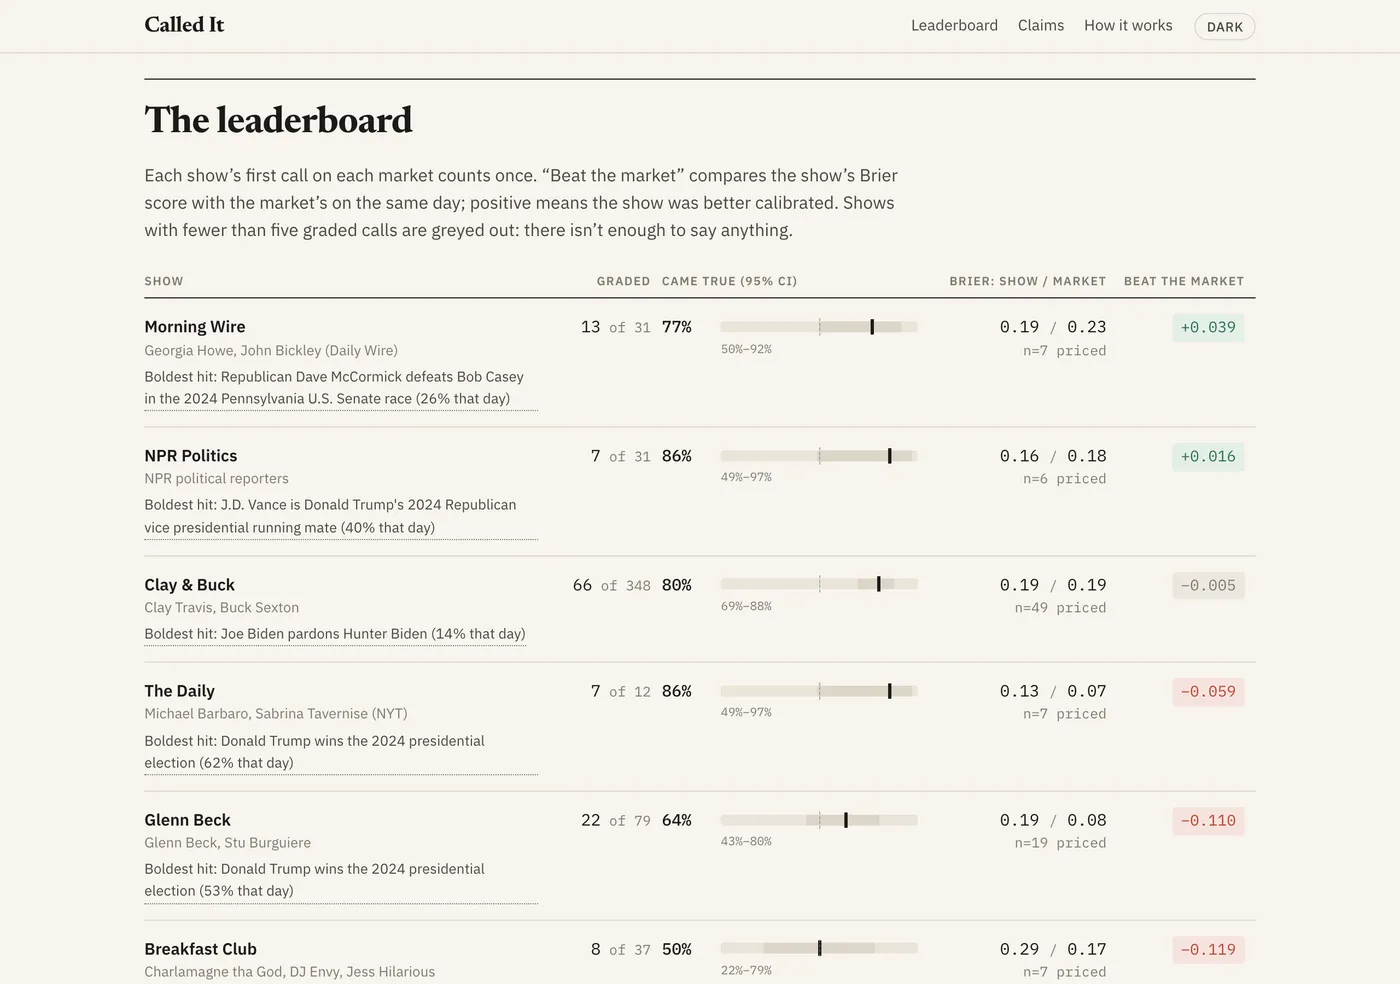 Called It
Leaderboard Claims How it works DARK
The leaderboard
Each show’s first call on each market counts once. “Beat the market” compares the show’s Brier
score with the market’s on the same day; positive means the show was better calibrated. Shows
with fewer than five graded calls are greyed out: there isn’t enough to say anything.
SHOW GRADED CAME TRUE (95% CI) BRIER: SHOW / MARKET BEAT THE MARKET
Morning Wire 13 of 31 77% 0.19 / 0.23 +0.039
Georgia Howe, John Bickley (Daily Wire) 50%–92% n=7 priced
Boldest hit: Republican Dave McCormick defeats Bob Casey
in the 2024 Pennsylvania U.S. Senate race (26% that day)
NPR Politics 7 of 31 86% 0.16 / 0.18 +0.016
NPR political reporters 49%–97% n=6 priced
Boldest hit: J.D. Vance is Donald Trump's 2024 Republican
vice presidential running mate (40% that day)
Clay & Buck 66 of 348 80% 0.19 / 0.19 −0.005
Clay Travis, Buck Sexton 69%–88% n=49 priced
Boldest hit: Joe Biden pardons Hunter Biden (14% that day)
The Daily 7 of 12 86% 0.13 / 0.07 −0.059
Michael Barbaro, Sabrina Tavernise (NYT) 49%–97% n=7 priced
Boldest hit: Donald Trump wins the 2024 presidential
election (62% that day)
Glenn Beck 22 of 79 64% 0.19 / 0.08 −0.110
Glenn Beck, Stu Burguiere 43%–80% n=19 priced
Boldest hit: Donald Trump wins the 2024 presidential
election (53% that day)
Breakfast Club 8 of 37 50% 0.29 / 0.17 −0.119
Charlamagne tha God, DJ Envy, Jess Hilarious 22%–79% n=7 priced